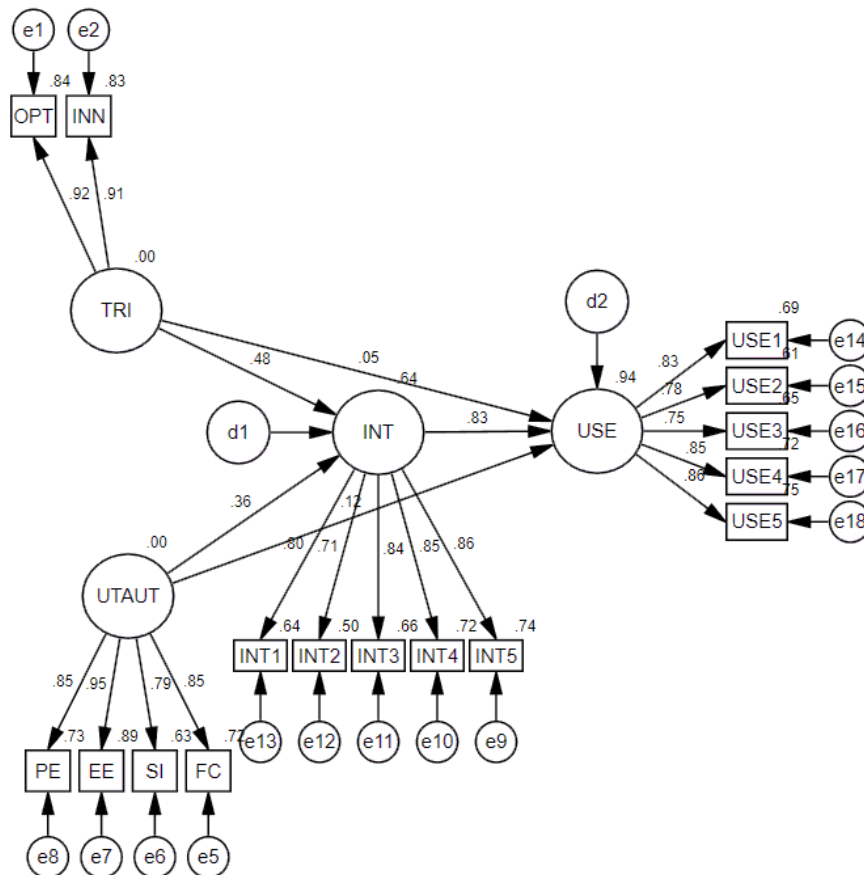 e1 e2
.84 .83
OPT INN
.92 .91
.00
TRI
d2
.69
USE1 e14
.48 .05 .83 .61
.64 .94 .78 USE2 e15
.65
d1 INT .83 USE .75 USE3 e16
.72
.85 USE4 e17
.86 .75
.36 .12 USE5 e18
.00 .80 .71 .84 .85 .86
UTAUT
.64 .50 .66 .72 .74
INT1 INT2 INT3 INT4 INT5
.85 .95 .79 .85
e13 e12 e11 e10 e9
.73 .89 .63 .72
PE EE SI FC
e8 e7 e6 e5